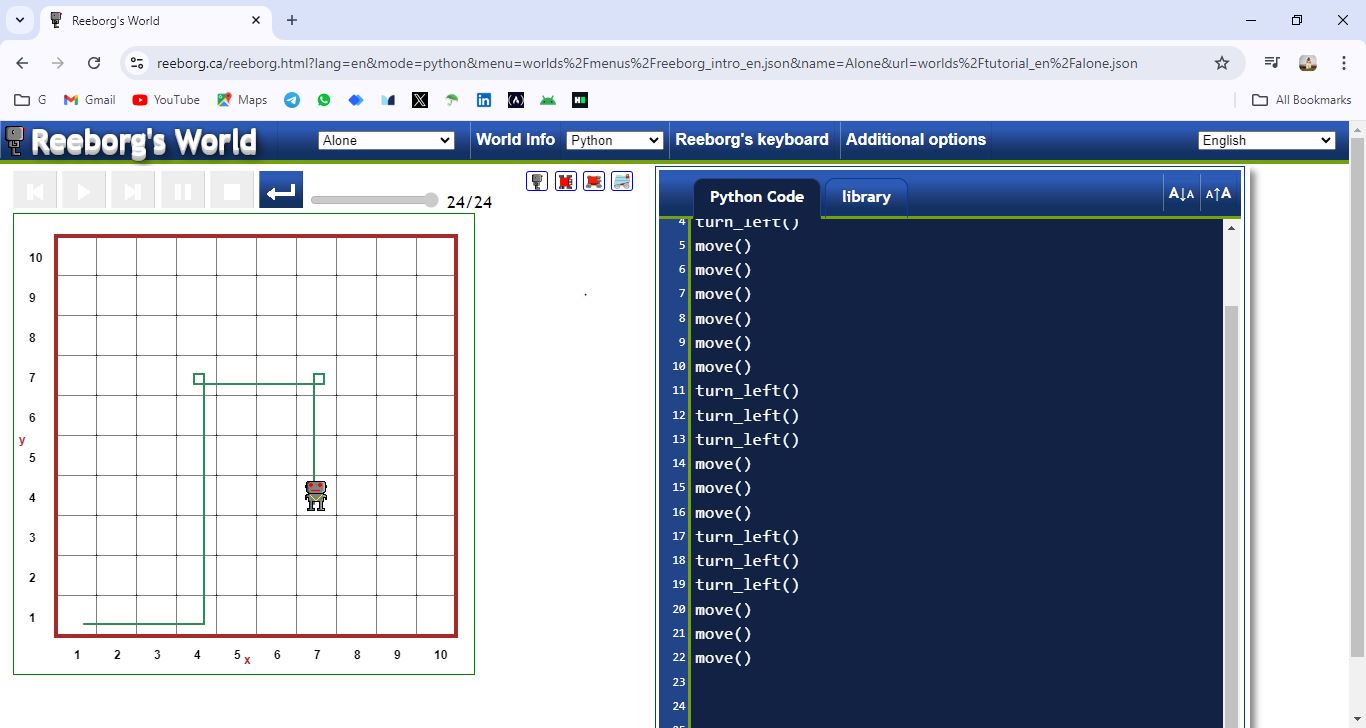 Reeborg's World
reeborg.ca/reeborg.html?lang=en&mode=python&menu=worlds%2Fmenus%2Freeborg_intro_en.json&name=Alone&url=worlds%2Ftutorial_en%2Falone.json
G Gmail YouTube Maps All Bookmarks
Reeborg's World Alone World Info Python Reeborg's keyboard Additional options English
24/24
Python Code library A↓A A↑A
10
9
8
7
6
y
5
4
3
2
1
1 2 3 4 5 x 6 7 8 9 10
4 turn_left()
5 move()
6 move()
7 move()
8 move()
9 move()
10 move()
11 turn_left()
12 turn_left()
13 turn_left()
14 move()
15 move()
16 move()
17 turn_left()
18 turn_left()
19 turn_left()
20 move()
21 move()
22 move()
23
24